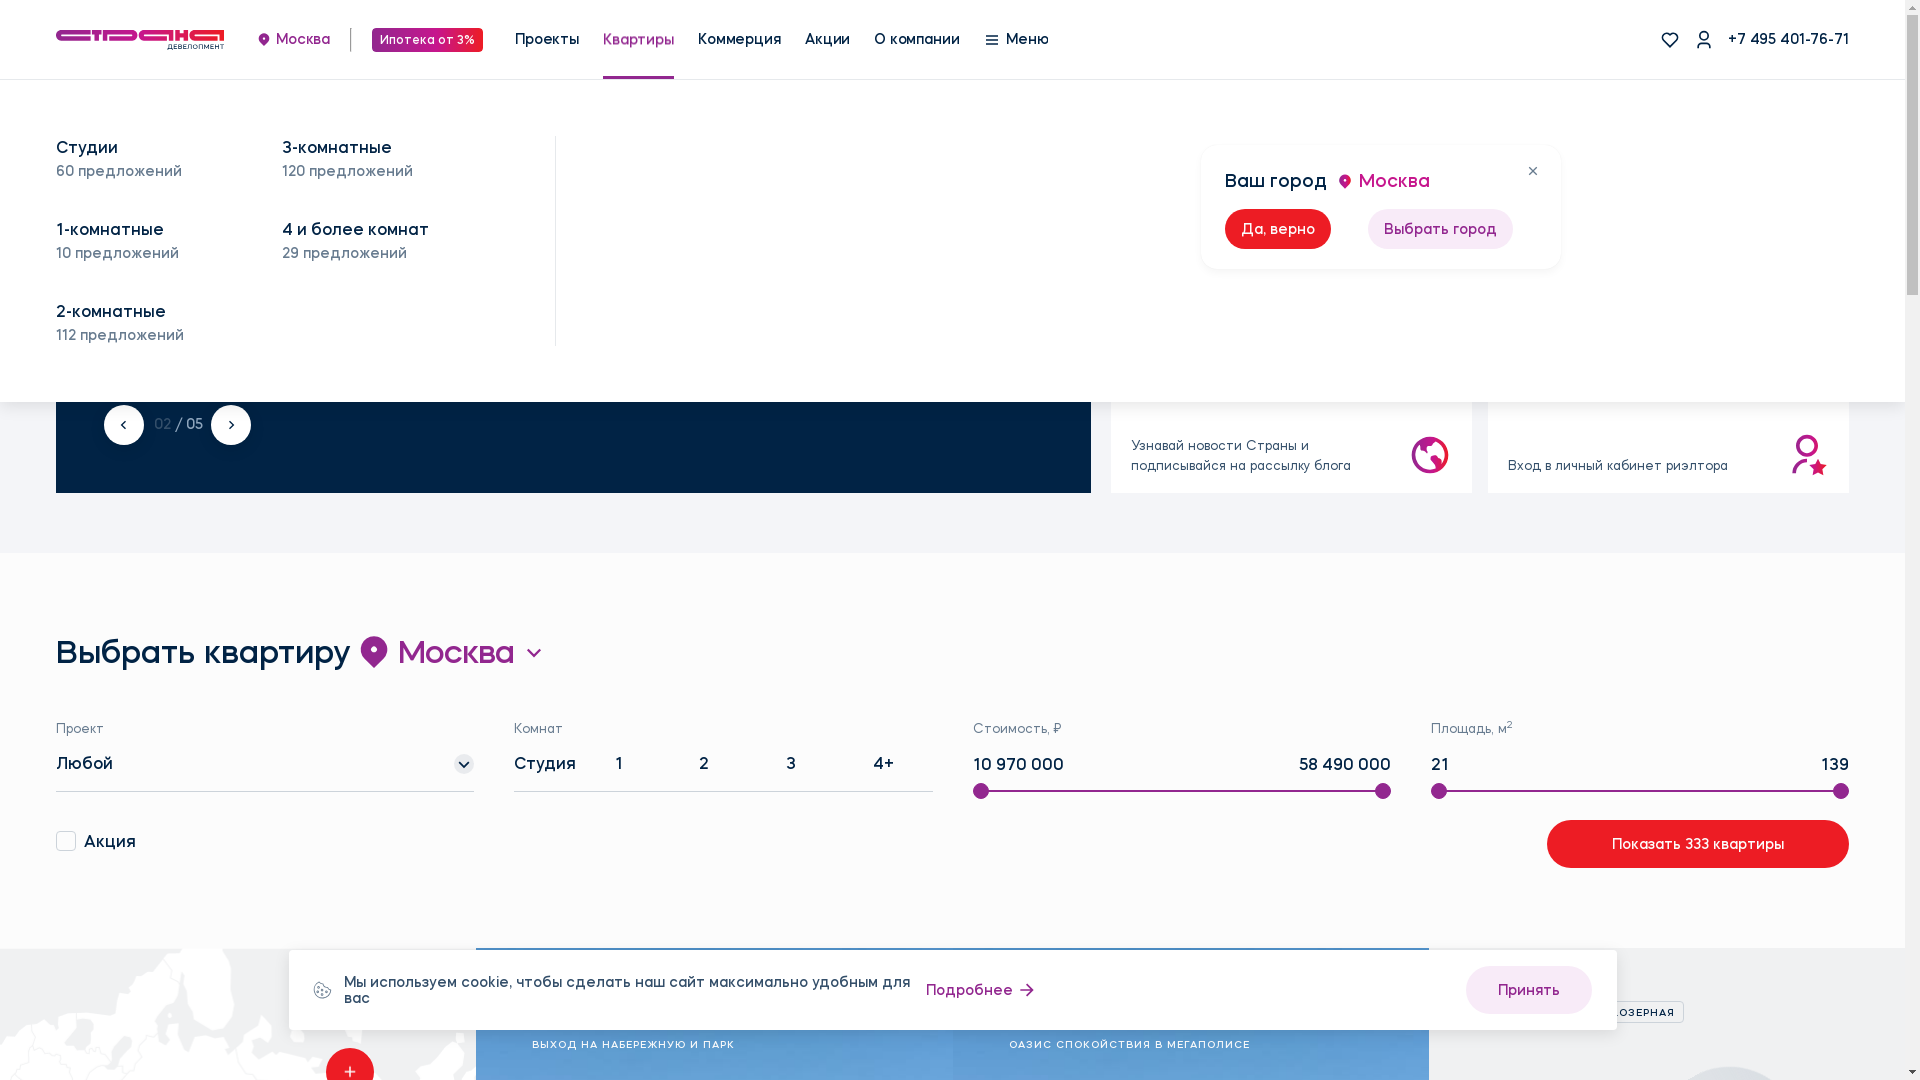 страна
ДЕВЕЛОПМЕНТ
Москва
Ипотека от 3%
Проекты
Квартиры
Коммерция
Акции
О компании
Меню
+7 495 401-76-71
Студии
60 предложений
3-комнатные
120 предложений
1-комнатные
10 предложений
4 и более комнат
29 предложений
2-комнатные
112 предложений
Ваш город Москва
Да, верно
Выбрать город
02 / 05
Узнавай новости Страны и
подписывайся на рассылку блога
Вход в личный кабинет риэлтора
Выбрать квартиру Москва
Проект
Любой
Комнат
Студия 1 2 3 4+
Стоимость, ₽
10 970 000 58 490 000
Площадь, м²
21 139
Акция
Показать 333 квартиры
Мы используем cookie, чтобы сделать наш сайт максимально удобным для
вас
Подробнее
Принять
ОЗЕРНАЯ
ВЫХОД НА НАБЕРЕЖНУЮ И ПАРК
ОАЗИС СПОКОЙСТВИЯ В МЕГАПОЛИСЕ